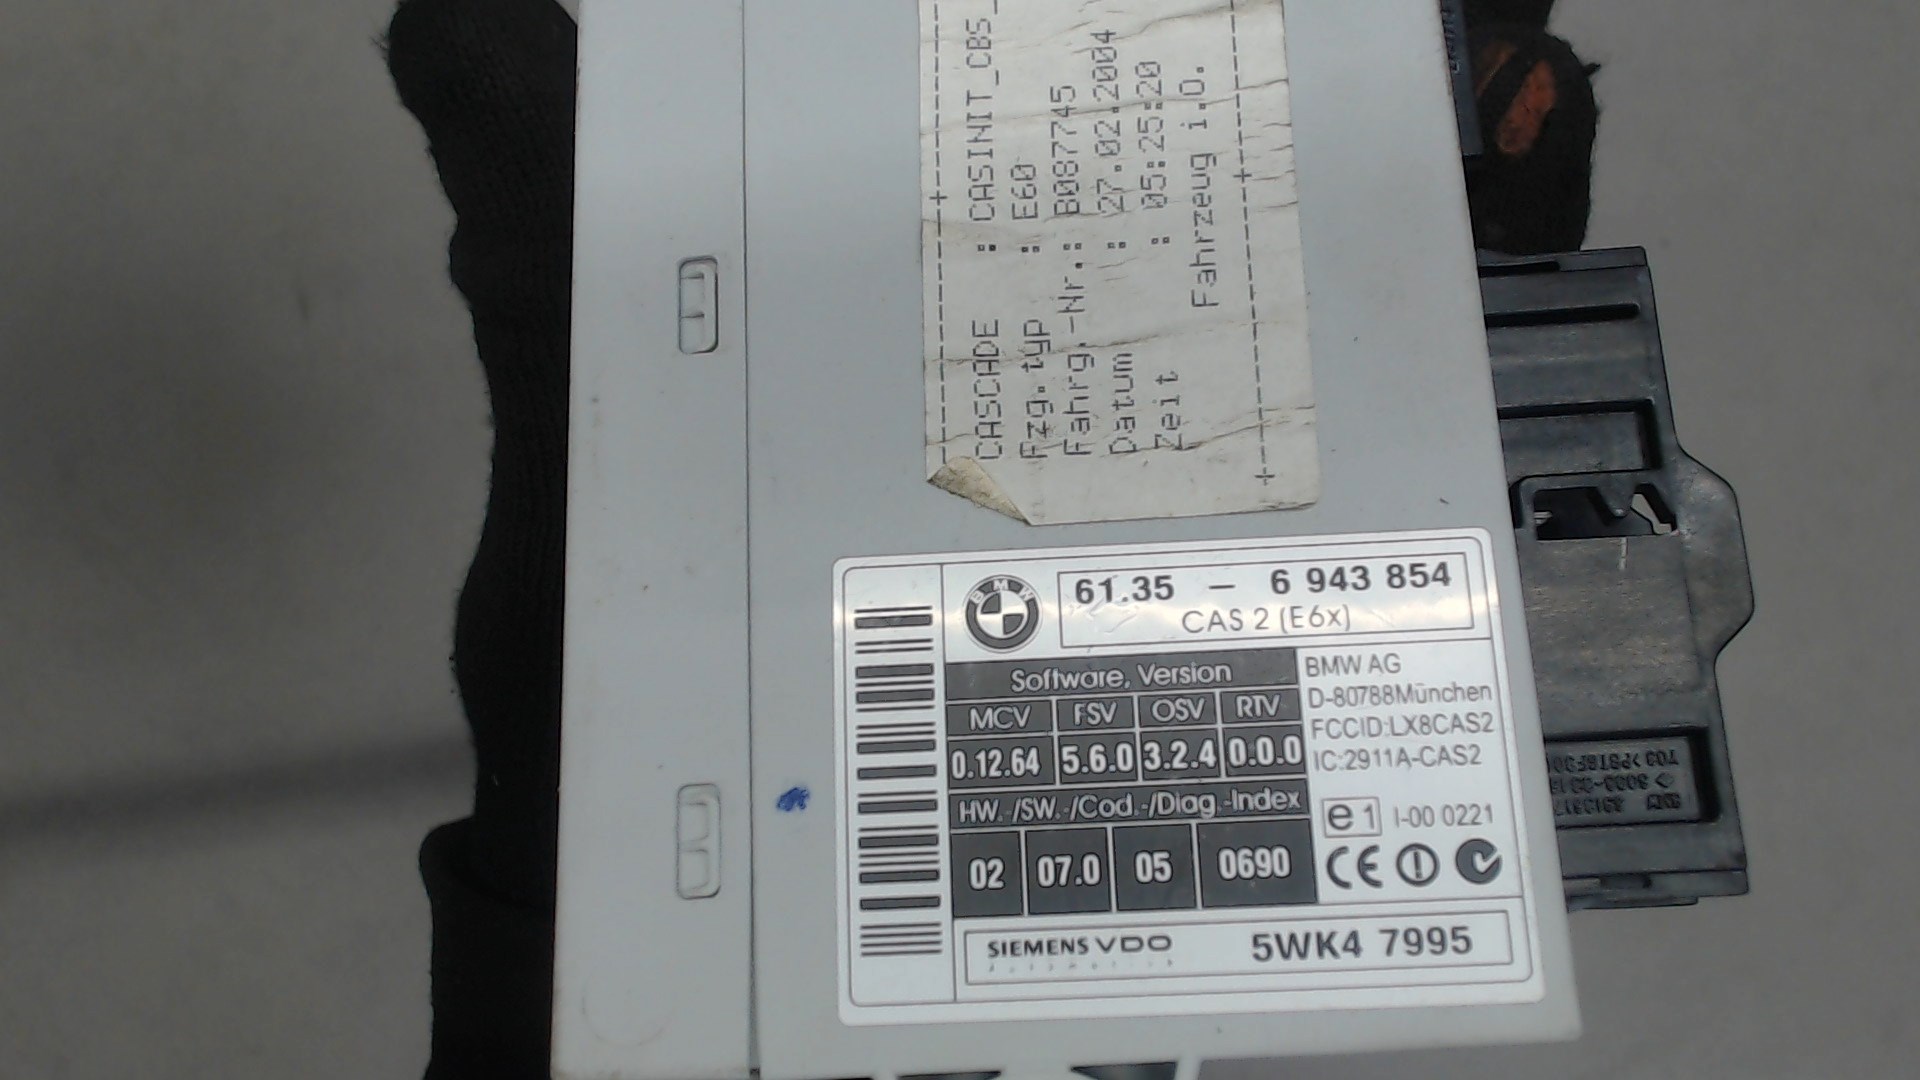 CASCADE : CASINIT_CBS_
Fzg.typ : E60
Fahrg.-Nr.: B087745
Datum : 27.02.2004
Zeit : 05:25:20
Fahrzeug i.O.
BMW
61.35 – 6 943 854
CAS 2 (E6x)
Software, Version
MCV FSV OSV RTV
0.12.64 5.6.0 3.2.4 0.0.0
HW.-/SW.-/Cod.-/Diag.-Index
02 07.0 05 0690
BMW AG
D-80788München
FCCID:LX8CAS2
IC:2911A-CAS2
e1 I-00 0221
CE
SIEMENS VDO
5WK4 7995